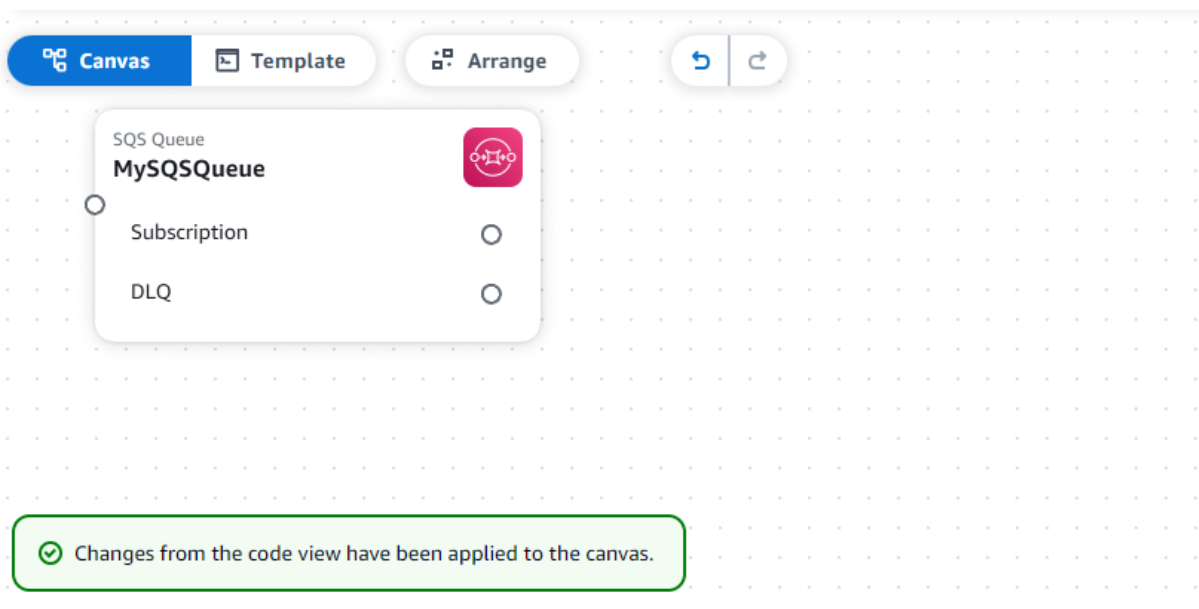 Canvas
Template
Arrange
SQS Queue
MySQSQueue
Subscription
DLQ
Changes from the code view have been applied to the canvas.